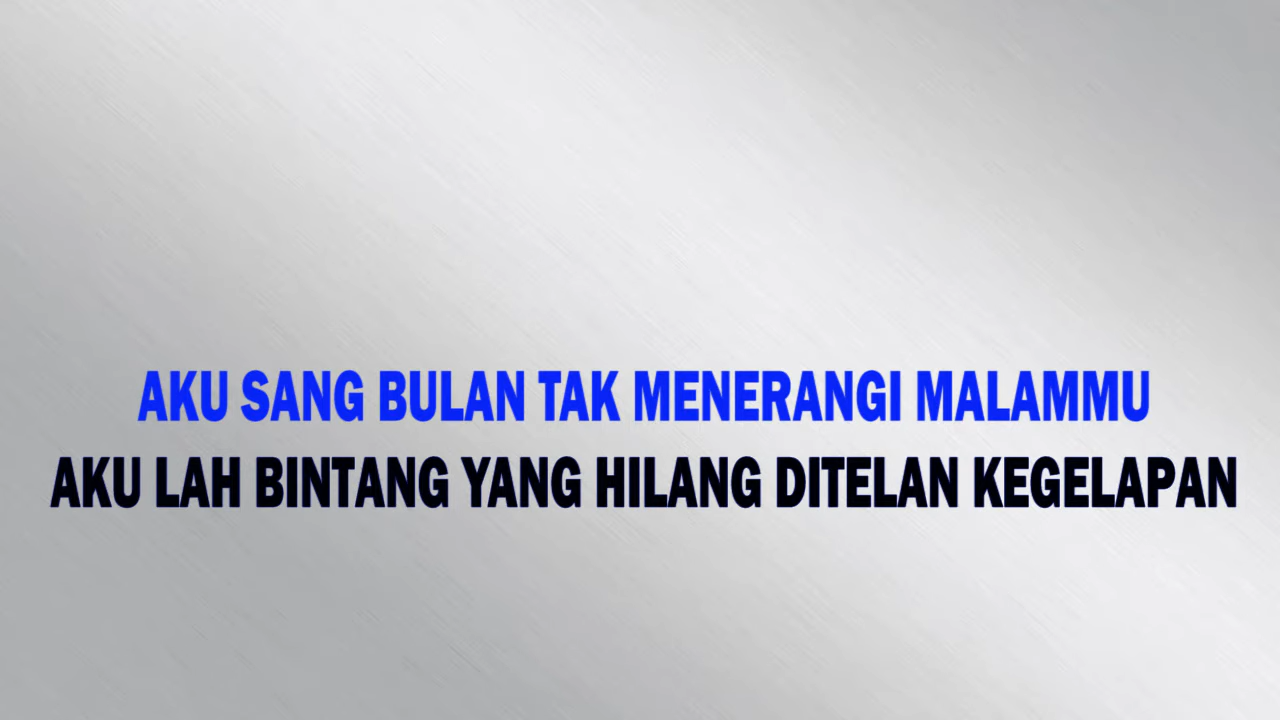 AKU SANG BULAN TAK MENERANGI MALAMMU
AKU LAH BINTANG YANG HILANG DITELAN KEGELAPAN